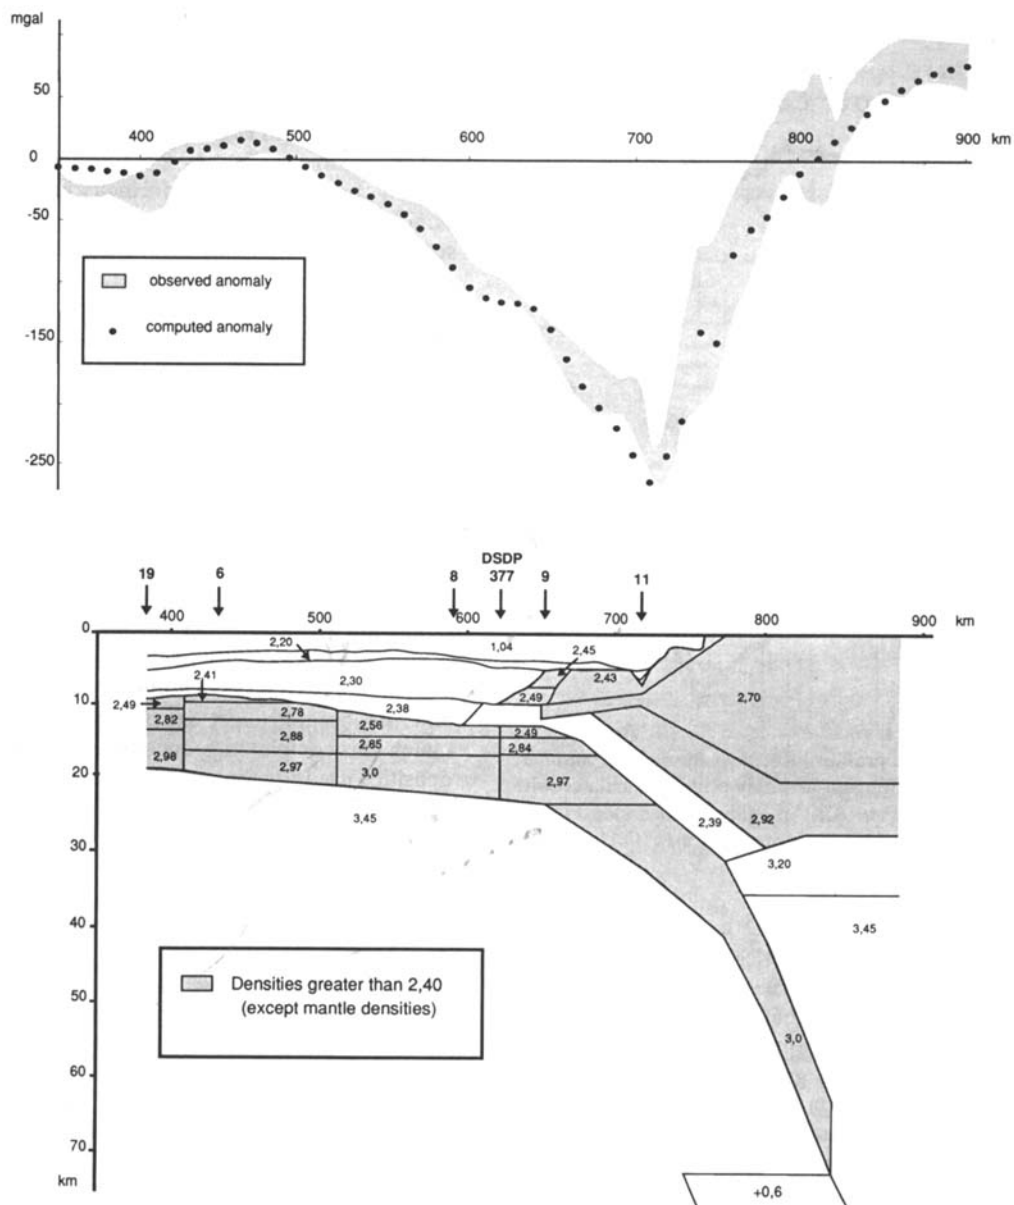 mgal
50
400 500 600 700 800 900 km
0
-50
observed anomaly
computed anomaly
-150
-250
DSDP
19 6 8 377 9 11
400 500 600 700 800 900 km
0
2,20 1,04 2,45
2,41 2,30 2,43
2,49 2,38 2,49 2,70
10
2,82 2,78 2,56 2,49
2,88 2,85 2,84
2,98 2,97 3,0 2,97
20
3,45 2,39 2,92
30
3,20
40
3,45
Densities greater than 2,40
(except mantle densities)
50
3,0
60
70
km
+0,6